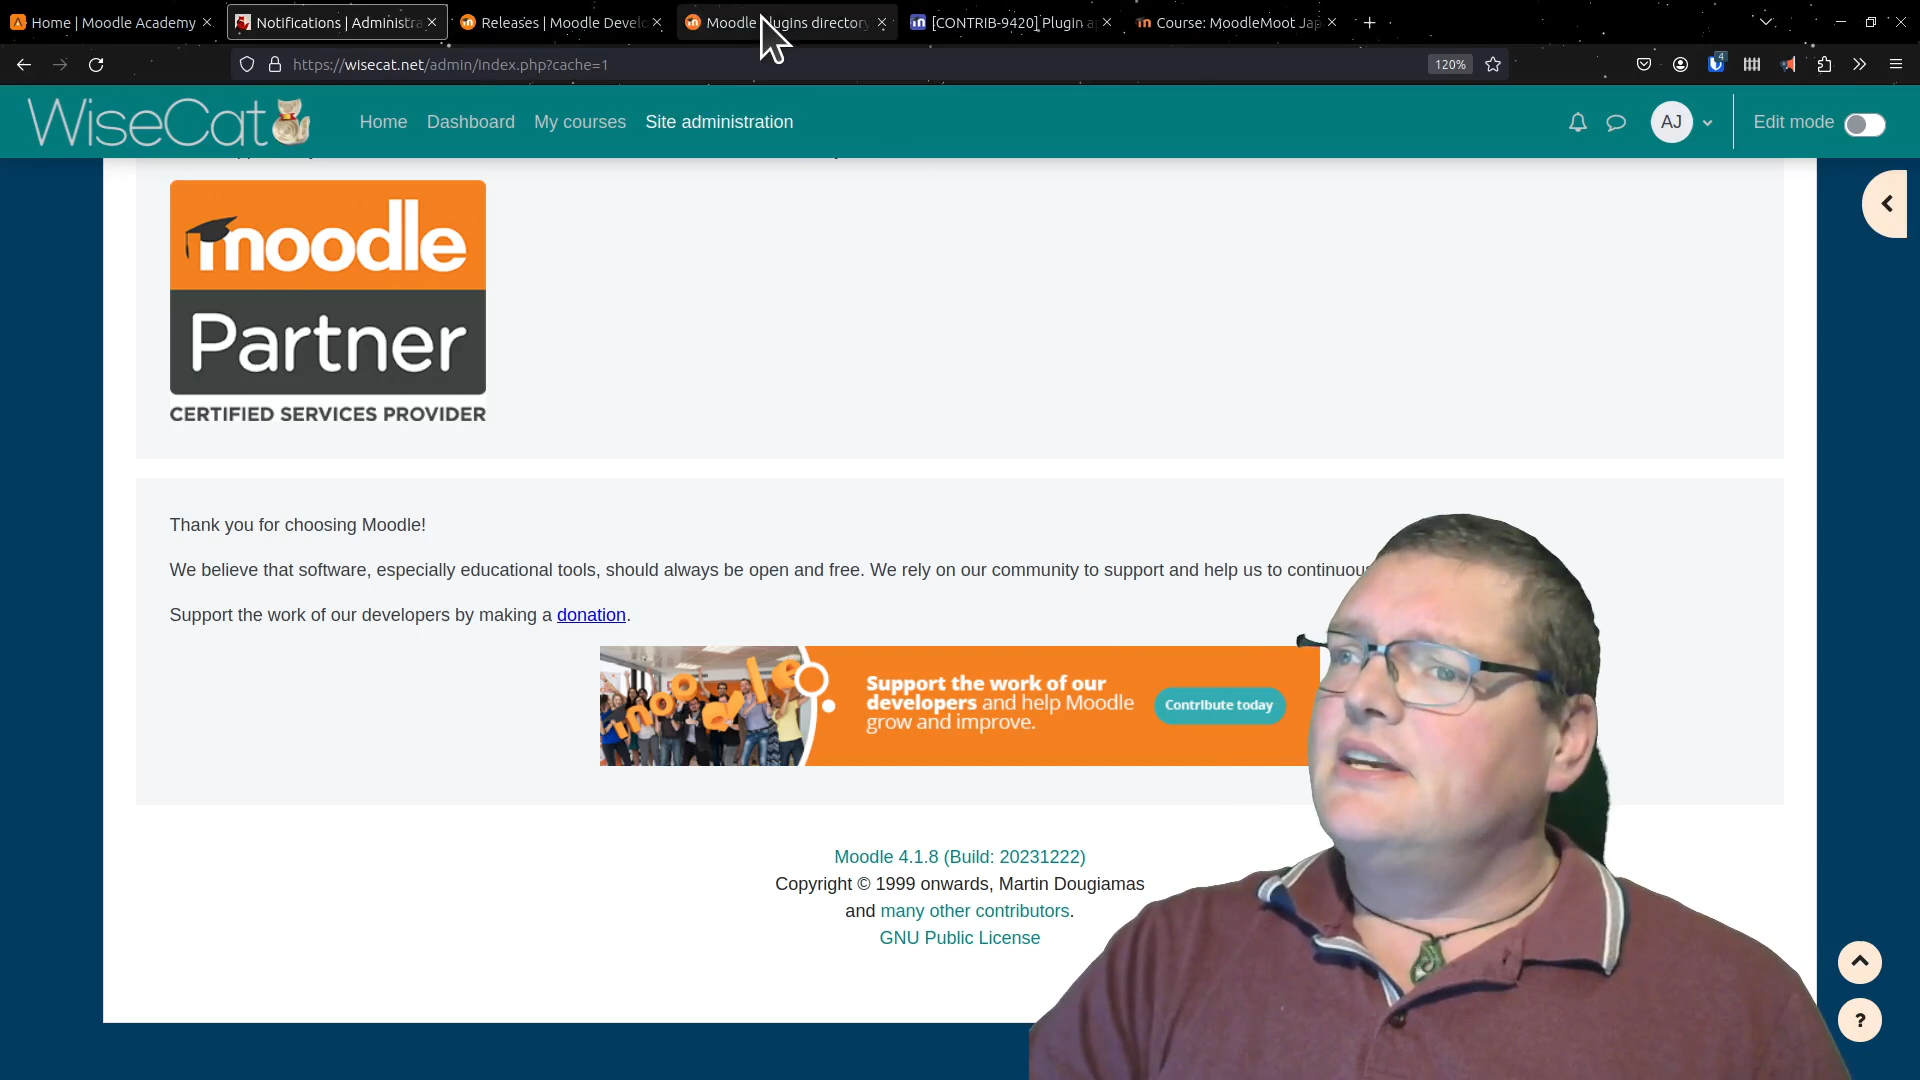 Home | Moodle Academy
Notifications | Administra
Releases | Moodle Develo
Moodle plugins directory
[CONTRIB-9420] Plugin a
Course: MoodleMoot Jap
https://wisecat.net/admin/index.php?cache=1
120%
4
WiseCat
Home
Dashboard
My courses
Site administration
AJ
Edit mode
moodle
Partner
CERTIFIED SERVICES PROVIDER
Thank you for choosing Moodle!
We believe that software, especially educational tools, should always be open and free. We rely on our community to support and help us to continuou
Support the work of our developers by making a donation.
moodle
Support the work of our
developers and help Moodle
grow and improve.
Contribute today
Moodle 4.1.8 (Build: 20231222)
Copyright © 1999 onwards, Martin Dougiamas
and many other contributors.
GNU Public License
?